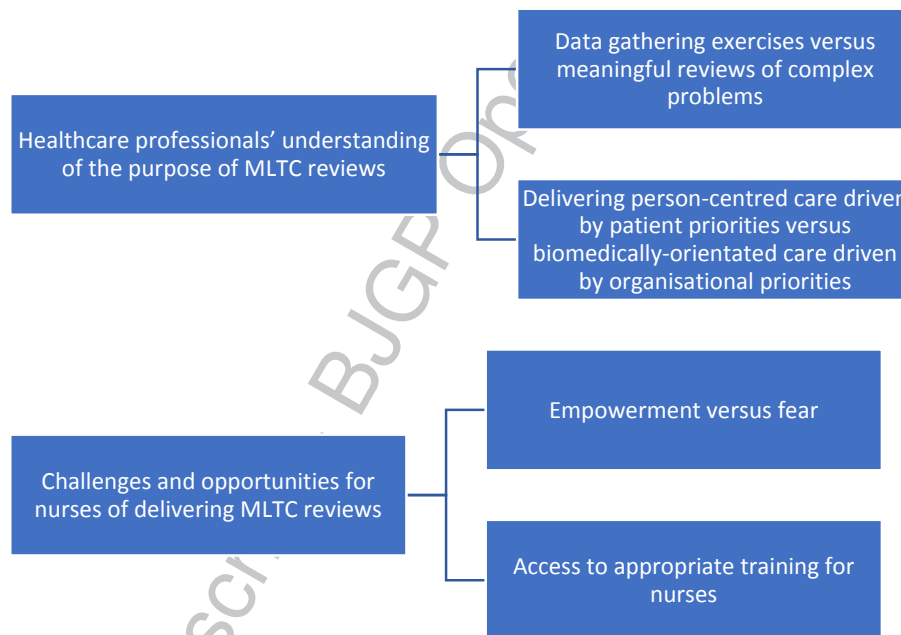 Data gathering exercises versus
meaningful reviews of complex
problems
Healthcare professionals’ understanding
of the purpose of MLTC reviews
Delivering person-centred care driven
by patient priorities versus
biomedically-orientated care driven
by organisational priorities
Empowerment versus fear
Challenges and opportunities for
nurses of delivering MLTC reviews
Access to appropriate training for
nurses
BJGP